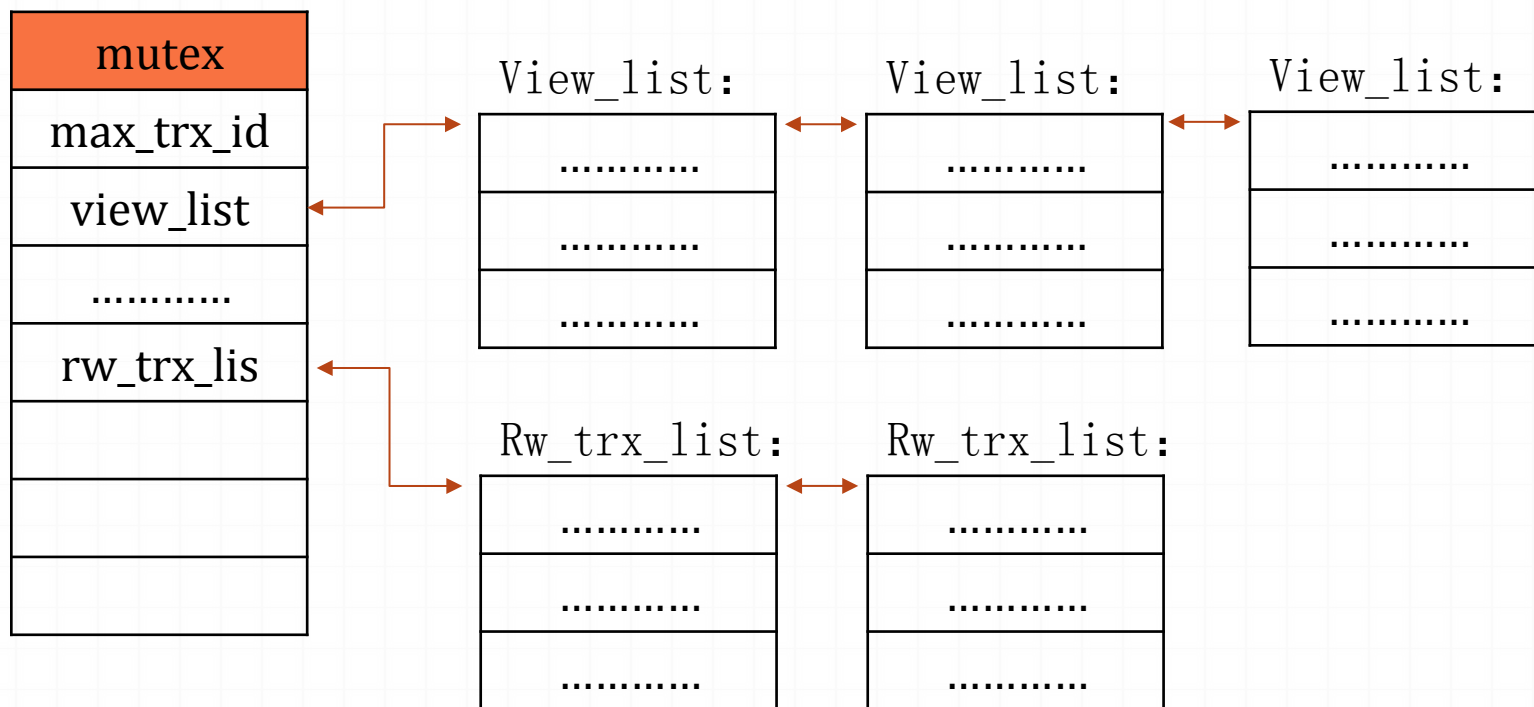 mutex
max_trx_id
view_list
…………
rw_trx_lis
View_list：
…………
…………
…………
View_list：
…………
…………
…………
View_list：
…………
…………
…………
Rw_trx_list：
…………
…………
…………
Rw_trx_list：
…………
…………
…………